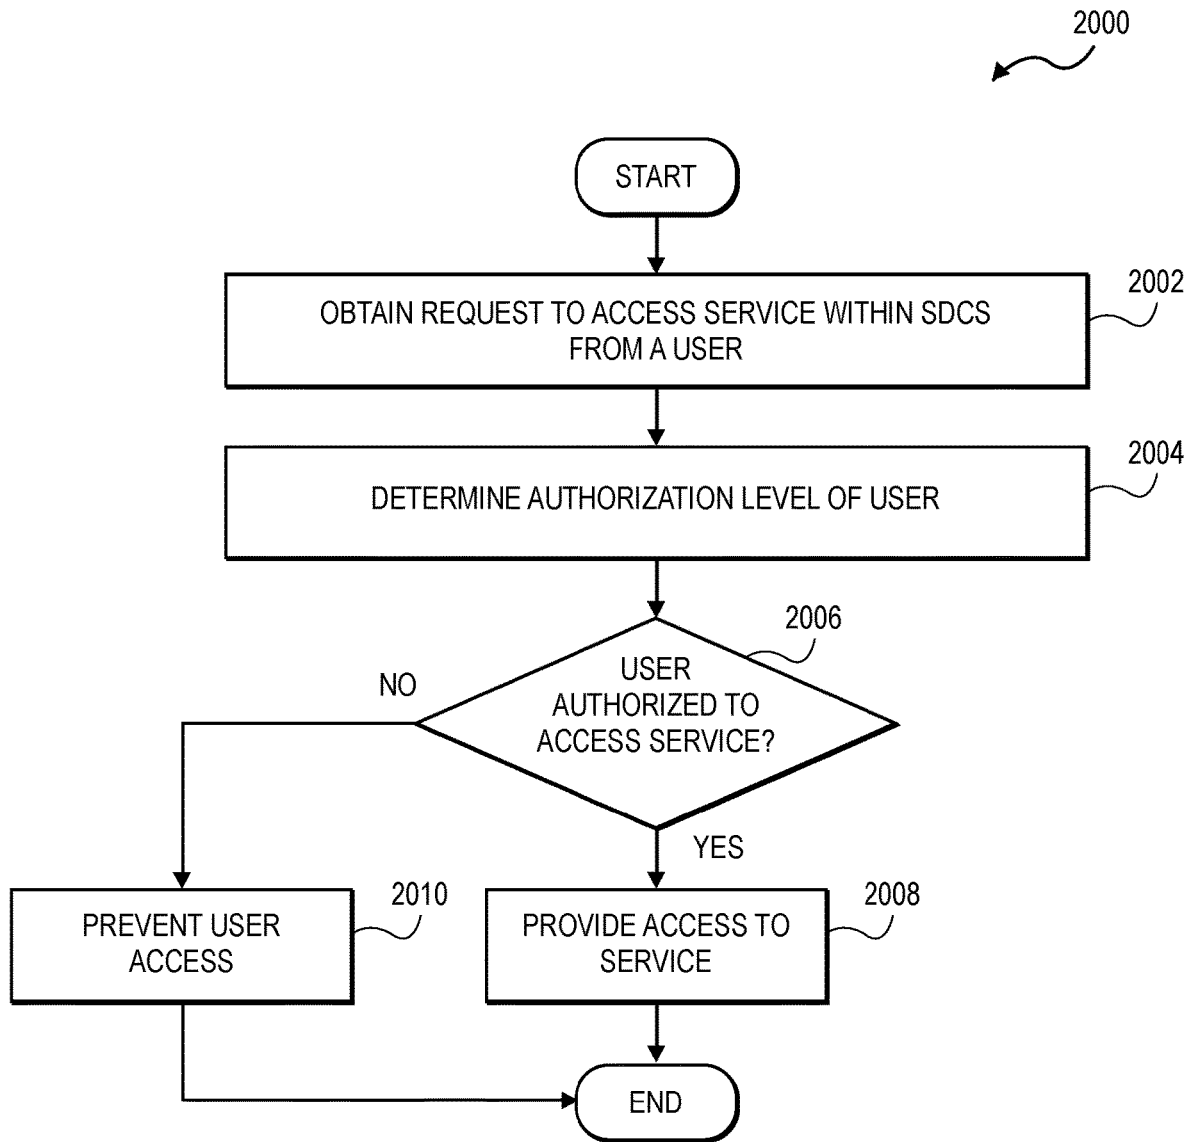 2000
START
OBTAIN REQUEST TO ACCESS SERVICE WITHIN SDCS
FROM A USER
2002
DETERMINE AUTHORIZATION LEVEL OF USER
2004
2006
USER
AUTHORIZED TO
ACCESS SERVICE?
NO
YES
PREVENT USER
ACCESS
2010
PROVIDE ACCESS TO
SERVICE
2008
END